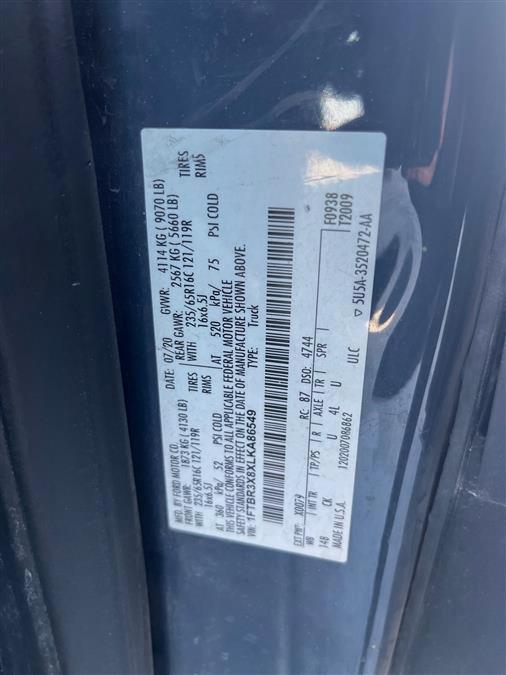 MFD. BY FORD MOTOR CO. DATE: 07/20 GVWR: 4114 KG ( 9070 LB)
FRONT GAWR: 1873 KG ( 4130 LB) REAR GAWR: 2567 KG ( 5660 LB)
WITH 235/65R16C 121/119R TIRES WITH 235/65R16C 121/119R TIRES
16x6.5J RIMS 16x6.5J RIMS
AT 360 kPa/ 52 PSI COLD AT 520 kPa/ 75 PSI COLD
THIS VEHICLE CONFORMS TO ALL APPLICABLE FEDERAL MOTOR VEHICLE
SAFETY STANDARDS IN EFFECT ON THE DATE OF MANUFACTURE SHOWN ABOVE.
VIN: 1FTBR3X8XLKA86549 TYPE: Truck
EXT PNT: X0079 RC: 87 DSO: 4744 F0938
WB INT TR TP/PS R AXLE TR SPR T2009
148 CK U 4L U
MADE IN U.S.A. 120200706862 ULC ▽ 5U5A-3520472-AA